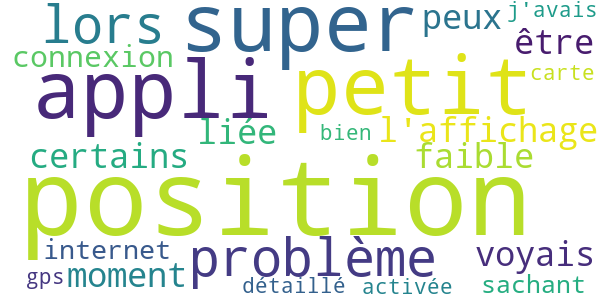 lors super peux j'avais
connexion être
appli petit carte
liée bien l'affichage
certains faible
position
internet problème voyais
gps moment détaillé activée sachant